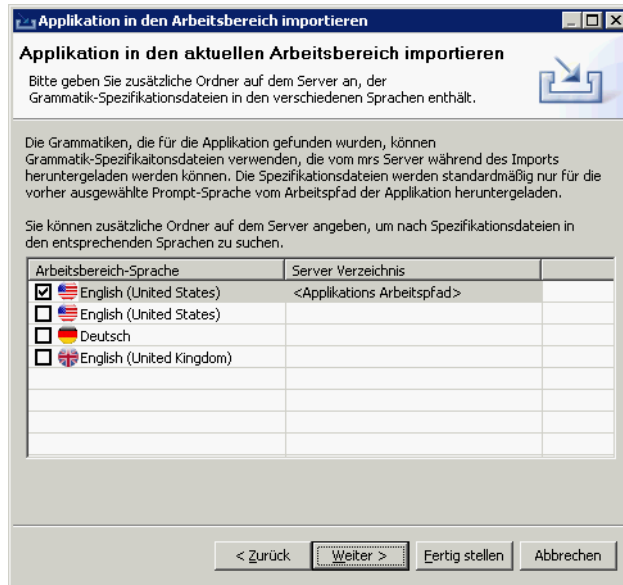 Applikation in den Arbeitsbereich importieren
Applikation in den aktuellen Arbeitsbereich importieren
Bitte geben Sie zusätzliche Ordner auf dem Server an, der
Grammatik-Spezifikationsdateien in den verschiedenen Sprachen enthält.
Die Grammatiken, die für die Applikation gefunden wurden, können
Grammatik-Spezifikaitonsdateien verwenden, die vom mrs Server während des Imports
heruntergeladen werden können. Die Spezifikationsdateien werden standardmäßig nur für die
vorher ausgewählte Prompt-Sprache vom Arbeitspfad der Applikation heruntergeladen.
Sie können zusätzliche Ordner auf dem Server angeben, um nach Spezifikationsdateien in
den entsprechenden Sprachen zu suchen.
Arbeitsbereich-Sprache Server Verzeichnis
English (United States) <Applikations Arbeitspfad>
English (United States)
Deutsch
English (United Kingdom)
< Zurück Weiter > Fertig stellen Abbrechen